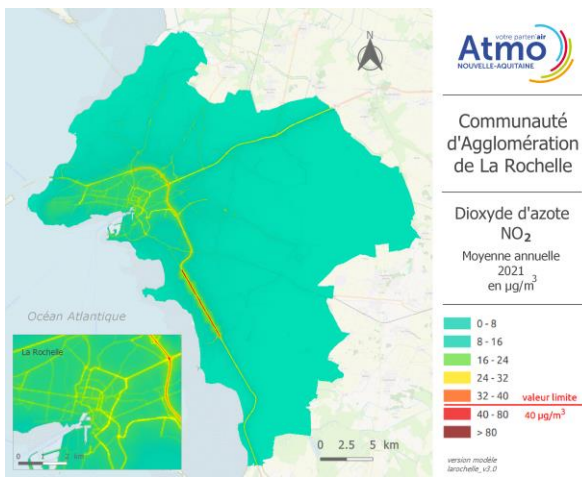 N
Océan Atlantique
La Rochelle
0 2.5 5 km
votre parten'air
Atmo
NOUVELLE-AQUITAINE
Communauté
d'Agglomération
de La Rochelle
Dioxyde d'azote
NO₂
Moyenne annuelle
2021
en µg/m³
0 - 8
8 - 16
16 - 24
24 - 32
32 - 40 valeur limite
40 - 80 40 µg/m³
> 80
version modèle
larochelle_v3.0